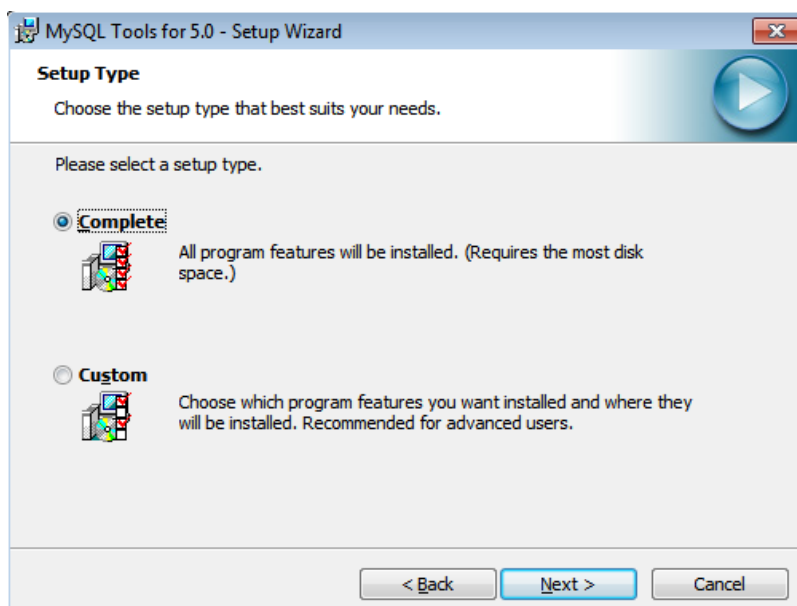 MySQL Tools for 5.0 - Setup Wizard
Setup Type
Choose the setup type that best suits your needs.
Please select a setup type.
Complete
All program features will be installed. (Requires the most disk
space.)
Custom
Choose which program features you want installed and where they
will be installed. Recommended for advanced users.
< Back Next > Cancel